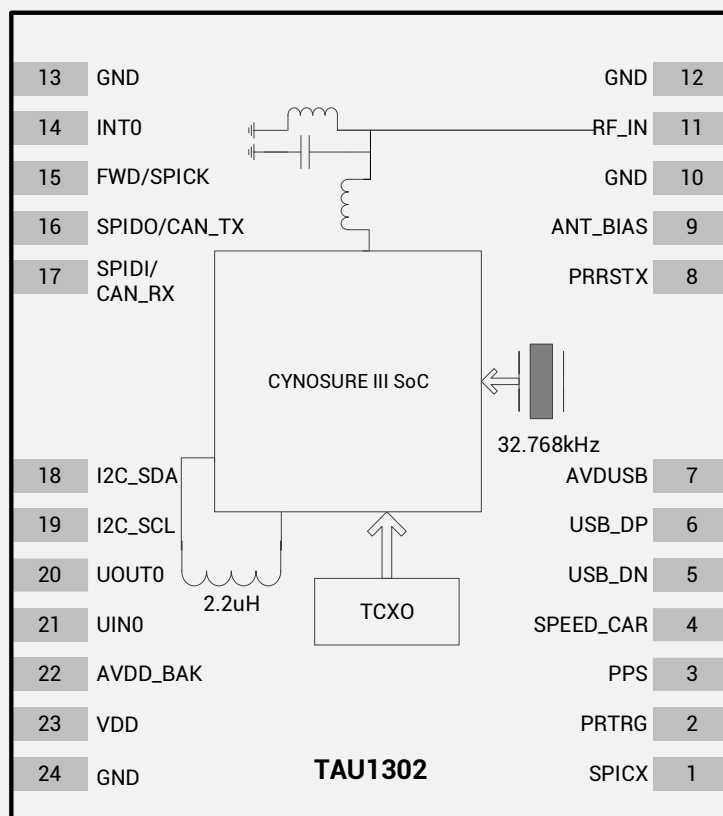 13 GND GND 12
14 INT0 RF_IN 11
15 FWD/SPICK GND 10
16 SPIDO/CAN_TX ANT_BIAS 9
17 SPIDI/
CAN_RX PRRSTX 8
CYNOSURE III SoC
32.768kHz
18 I2C_SDA AVDUSB 7
19 I2C_SCL USB_DP 6
20 UOUT0 USB_DN 5
2.2uH
TCXO
21 UIN0 SPEED_CAR 4
22 AVDD_BAK PPS 3
23 VDD PRTRG 2
24 GND TAU1302 SPICX 1